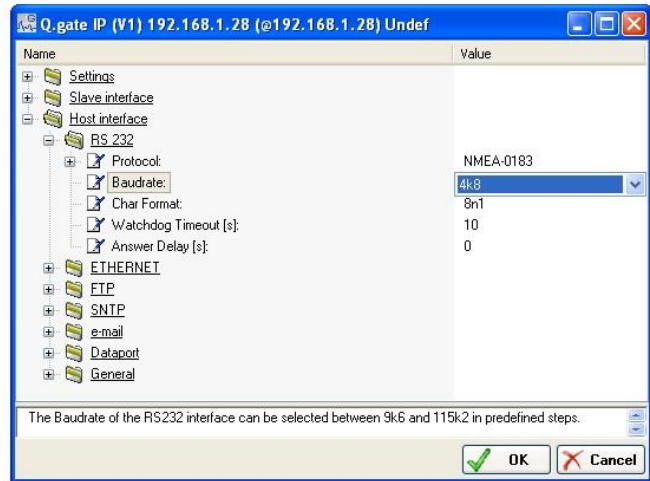 Q.gate IP (V1) 192.168.1.28 (@192.168.1.28) Undef
Name Value
Settings
Slave interface
Host interface
RS 232
Protocol: NMEA-0183
Baudrate: 4k8
Char Format: 8n1
Watchdog Timeout [s]: 10
Answer Delay [s]: 0
ETHERNET
FTP
SNTP
e-mail
Dataport
General
The Baudrate of the RS232 interface can be selected between 9k6 and 115k2 in predefined steps.
OK Cancel